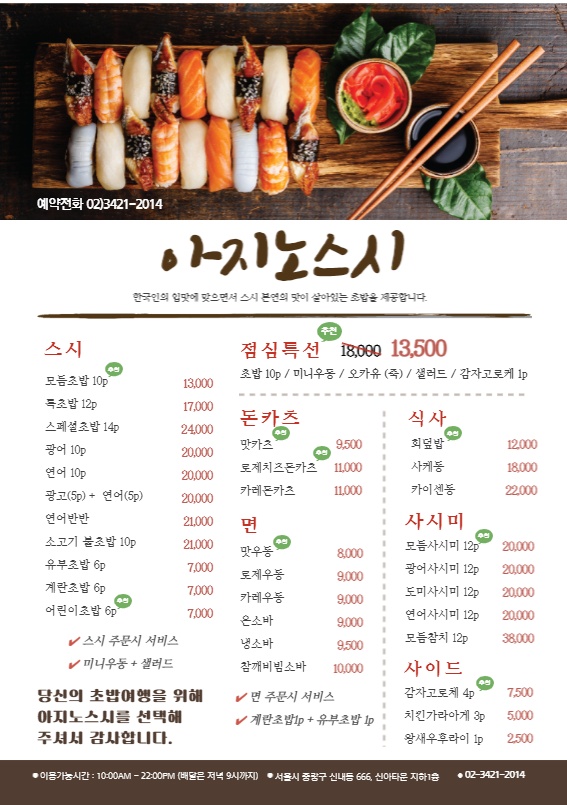 예약전화 02)3421-2014
아지노스시
한국인의 입맛에 맞으면서 스시 본연의 맛이 살아있는 초밥을 제공합니다.
스시
추천
모듬초밥 10p 13,000
특초밥 12p 17,000
스페셜초밥 14p 24,000
광어 10p 20,000
연어 10p 20,000
광고(5p) + 연어(5p) 20,000
연어반반 21,000
소고기 불초밥 10p 21,000
유부초밥 6p 7,000
계란초밥 6p 7,000
추천
어린이초밥 6p 7,000
✔ 스시 주문시 서비스
✔ 미니우동 + 샐러드
당신의 초밥여행을 위해
아지노스시를 선택해
주셔서 감사합니다.
추천
점심특선 18,000 13,500
초밥 10p / 미니우동 / 오카유 (죽) / 샐러드 / 감자고로케 1p
돈카츠
추천
맛카츠 9,500
추천
로제치즈돈카츠 11,000
카레돈카츠 11,000
면
추천
맛우동 8,000
로제우동 9,000
카레우동 9,000
온소바 9,000
냉소바 9,500
참깨비빔소바 10,000
✔ 면 주문시 서비스
✔ 계란초밥1p + 유부초밥 1p
식사
추천
회덮밥 12,000
사케동 18,000
카이센동 22,000
사시미
추천
모듬사시미 12p 20,000
광어사시미 12p 20,000
도미사시미 12p 20,000
연어사시미 12p 20,000
모듬참치 12p 38,000
사이드
추천
감자고로체 4p 7,500
치킨가라아게 3p 5,000
왕새우후라이 1p 2,500
● 이용가능시간 : 10:00AM - 22:00PM (배달은 저녁 9시까지) ● 서울시 중랑구 신내동 666, 신아타운 지하1층 ● 02-3421-2014